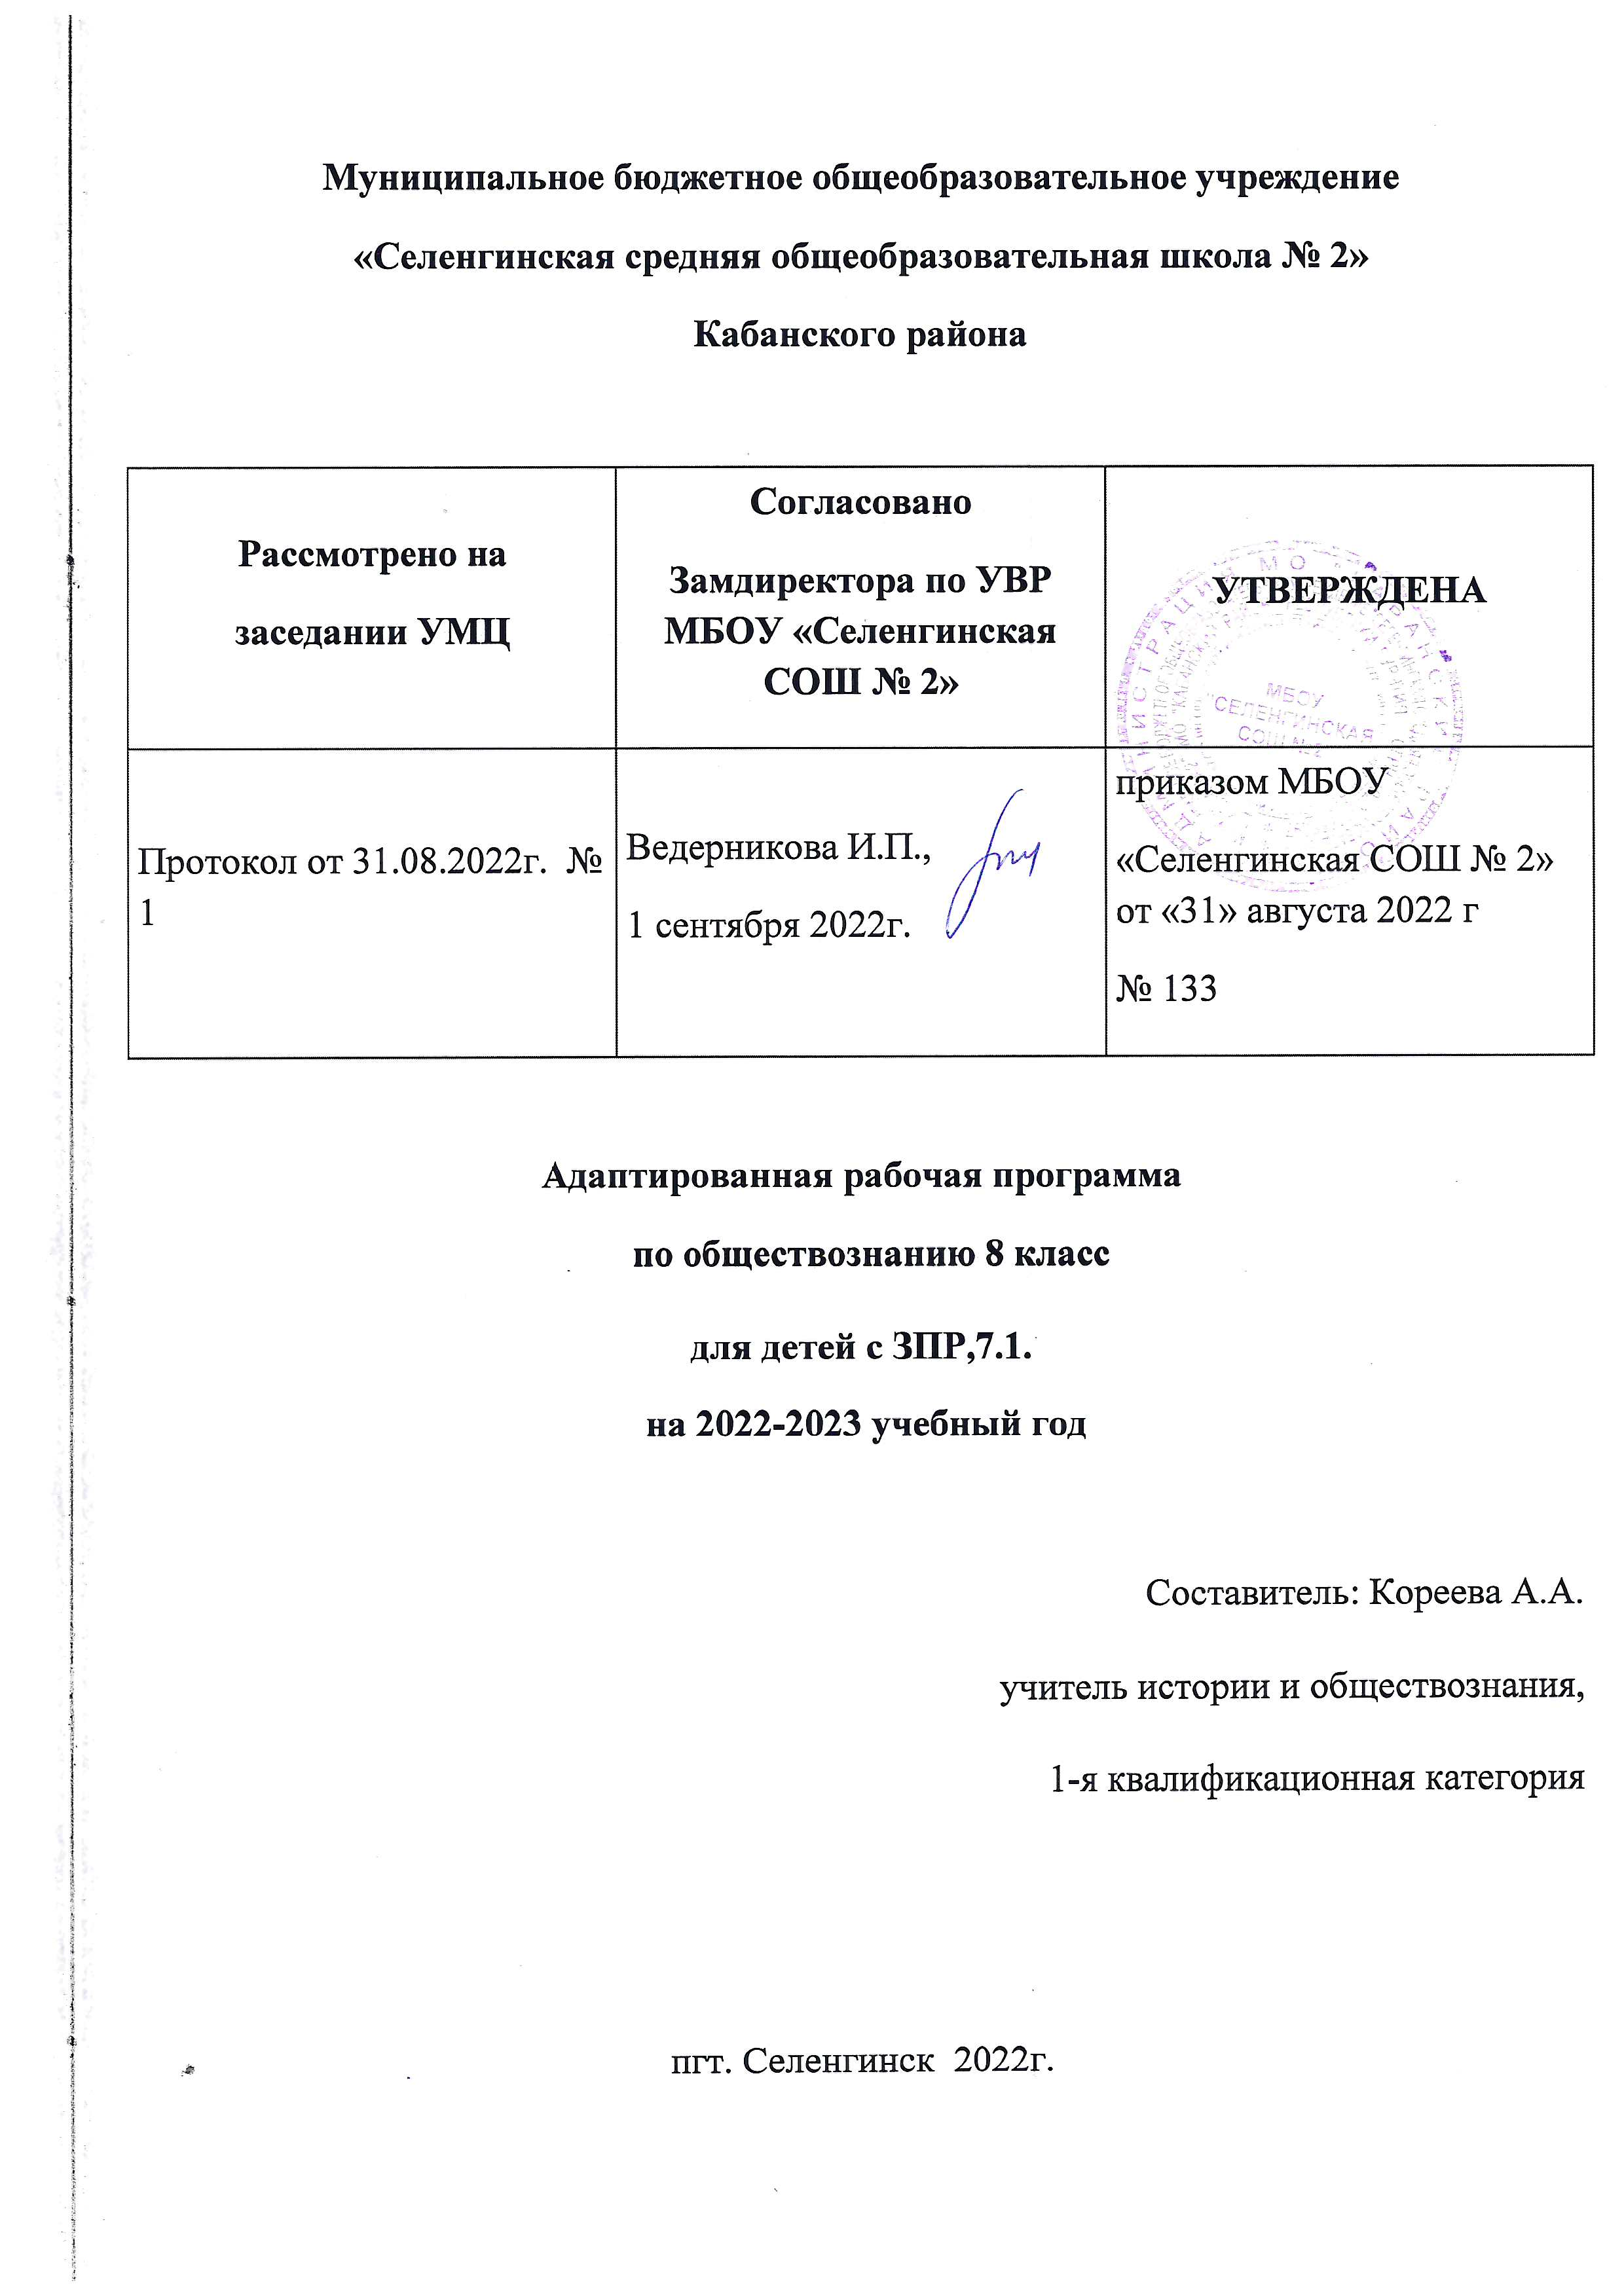 Муниципальное бюджетное общеобразовательное учреждение
«Селенгинская средняя общеобразовательная школа № 2»
Кабанского района
Рассмотрено на
заседании УМЦ
Согласовано
Замдиректора по УВР
МБОУ «Селенгинская
СОШ № 2»
УТВЕРЖДЕНА
МБОУ
СЕЛЕНГИНСКАЯ
СОШ №2
Протокол от 31.08.2022г. №
1
Ведерникова И.П.,
1 сентября 2022г.
приказом МБОУ
«Селенгинская СОШ № 2»
от «31» августа 2022 г
№ 133
Адаптированная рабочая программа
по обществознанию 8 класс
для детей с ЗПР,7.1.
на 2022-2023 учебный год
Составитель: Кореева А.А.
учитель истории и обществознания,
1-я квалификационная категория
пгт. Селенгинск 2022г.